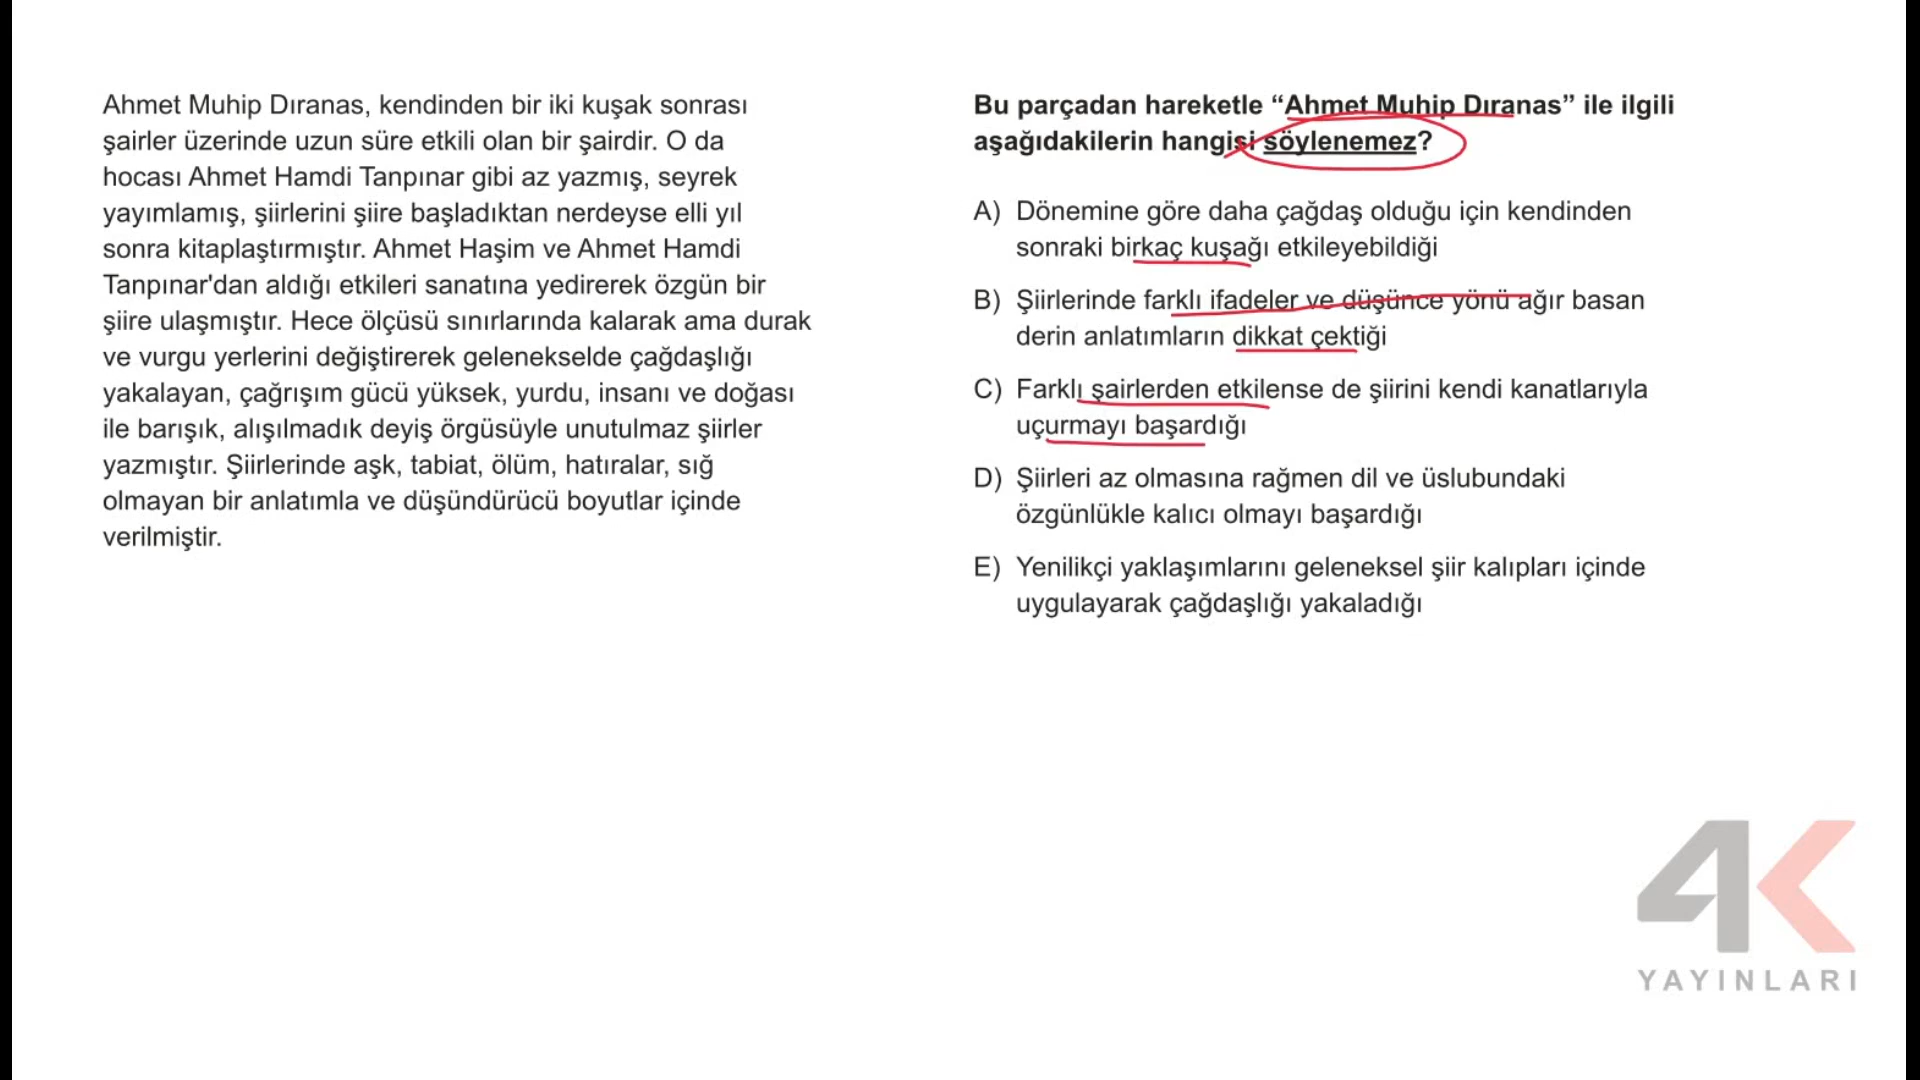 Ahmet Muhip Dıranas, kendinden bir iki kuşak sonrası
şairler üzerinde uzun süre etkili olan bir şairdir. O da
hocası Ahmet Hamdi Tanpınar gibi az yazmış, seyrek
yayımlamış, şiirlerini şiire başladıktan nerdeyse elli yıl
sonra kitaplaştırmıştır. Ahmet Haşim ve Ahmet Hamdi
Tanpınar'dan aldığı etkileri sanatına yedirerek özgün bir
şiire ulaşmıştır. Hece ölçüsü sınırlarında kalarak ama durak
ve vurgu yerlerini değiştirerek gelenekselde çağdaşlığı
yakalayan, çağrışım gücü yüksek, yurdu, insanı ve doğası
ile barışık, alışılmadık deyiş örgüsüyle unutulmaz şiirler
yazmıştır. Şiirlerinde aşk, tabiat, ölüm, hatıralar, sığ
olmayan bir anlatımla ve düşündürücü boyutlar içinde
verilmiştir.
Bu parçadan hareketle “Ahmet Muhip Dıranas” ile ilgili
aşağıdakilerin hangisi söylenemez?
A) Dönemine göre daha çağdaş olduğu için kendinden
sonraki birkaç kuşağı etkileyebildiği
B) Şiirlerinde farklı ifadeler ve düşünce yönü ağır basan
derin anlatımların dikkat çektiği
C) Farklı şairlerden etkilense de şiirini kendi kanatlarıyla
uçurmayı başardığı
D) Şiirleri az olmasına rağmen dil ve üslubundaki
özgünlükle kalıcı olmayı başardığı
E) Yenilikçi yaklaşımlarını geleneksel şiir kalıpları içinde
uygulayarak çağdaşlığı yakaladığı
4K
YAYINLARI